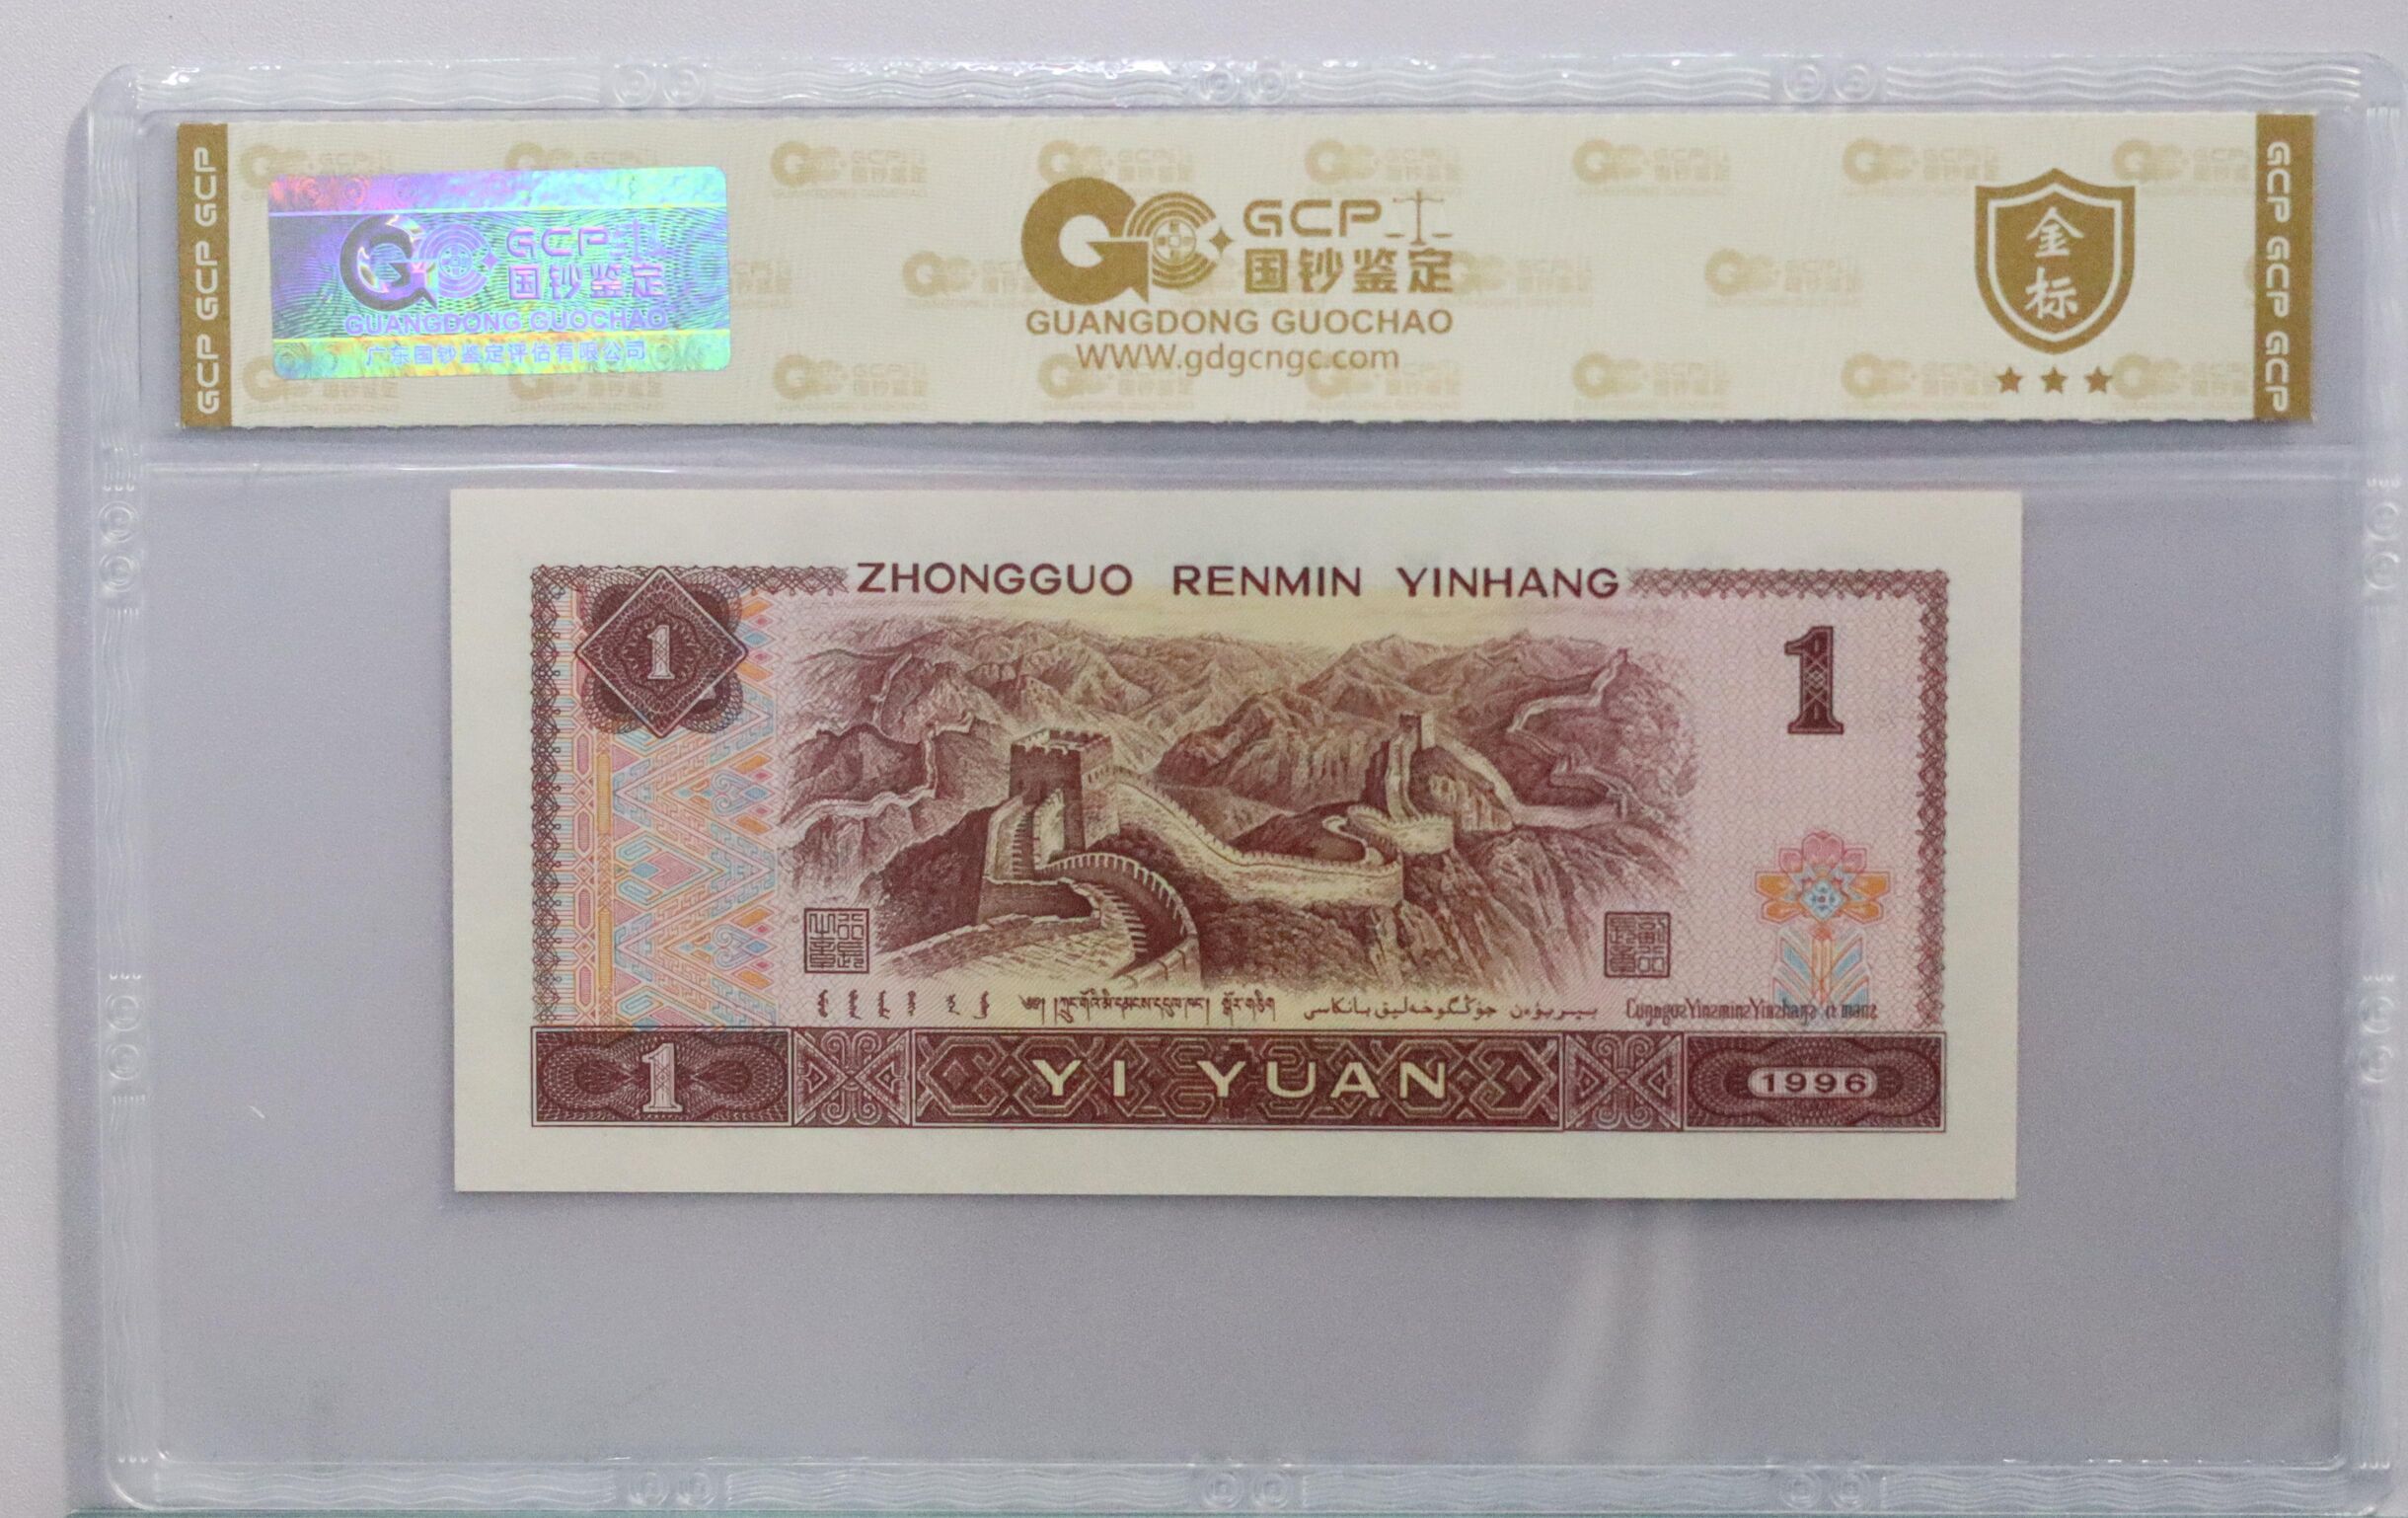 GCP GCP GCP
GCP
国钞鉴定
GUANGDONG GUOCHAO
广东国钞鉴定评估有限公司
GCP
国钞鉴定
GUANGDONG GUOCHAO
WWW.gdgcngc.com
金
标
GCP GCP GCP
ZHONGGUO RENMIN YINHANG
1
1
1
YI YUAN
1996